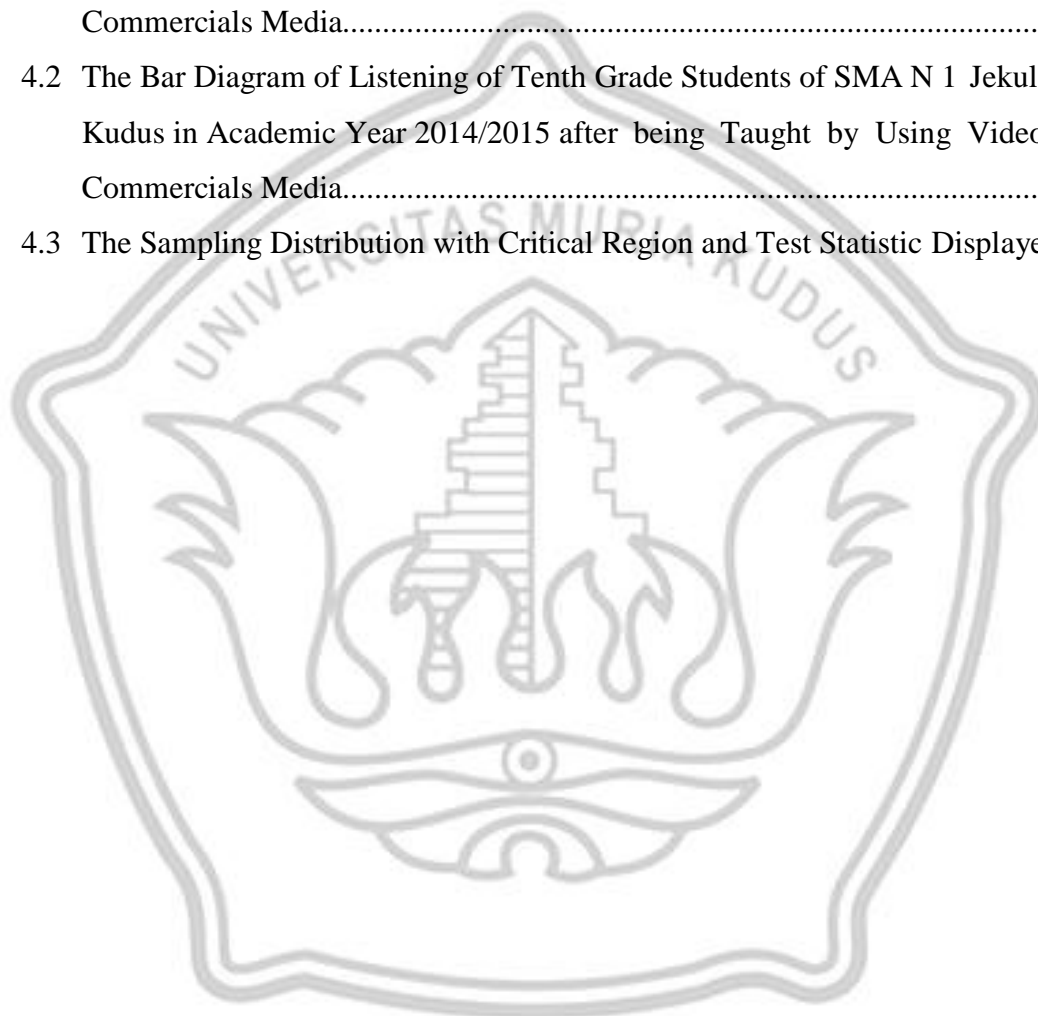 Commercials Media.......................................................................................
4.2 The Bar Diagram of Listening of Tenth Grade Students of SMA N 1 Jekul
Kudus in Academic Year 2014/2015 after being Taught by Using Video
Commercials Media.......................................................................................
4.3 The Sampling Distribution with Critical Region and Test Statistic Displaye
UNIVERSITAS MURIA KUDUS